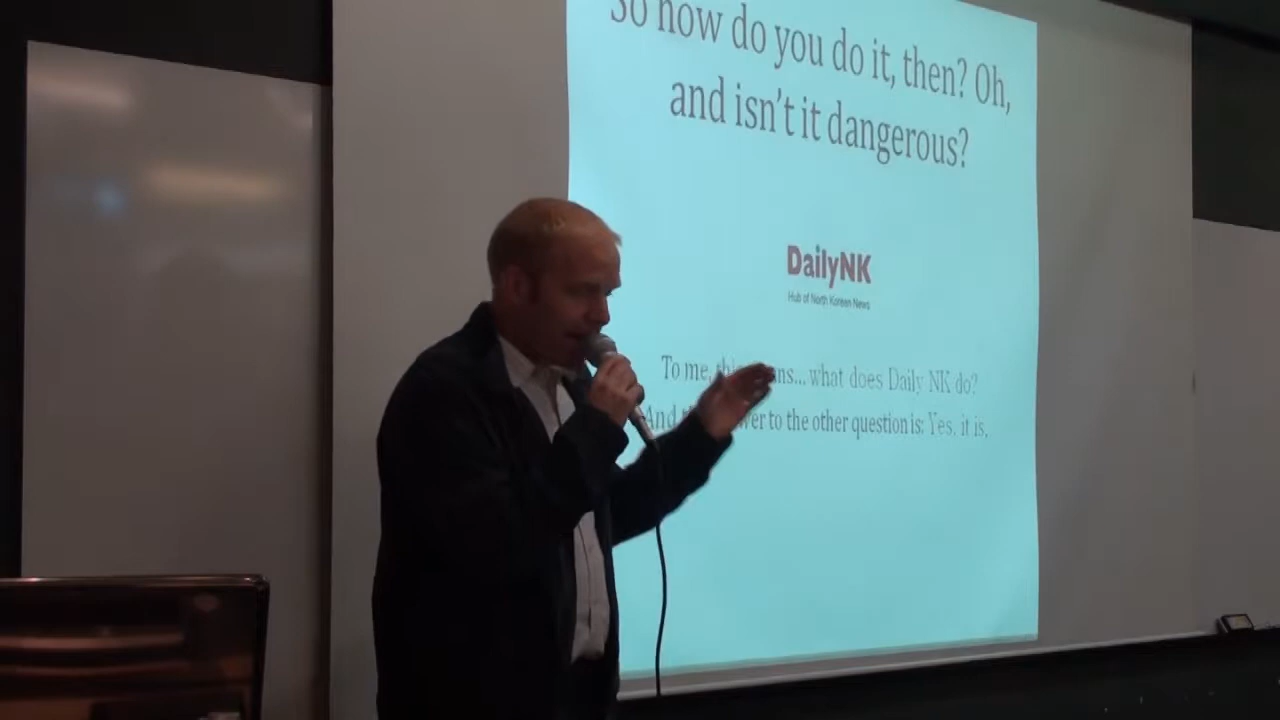 So how do you do it, then? Oh,
and isn't it dangerous?
DailyNK
Hub of North Korean News
To me, ... what does Daily NK do?
And to the other question is: Yes, it is,